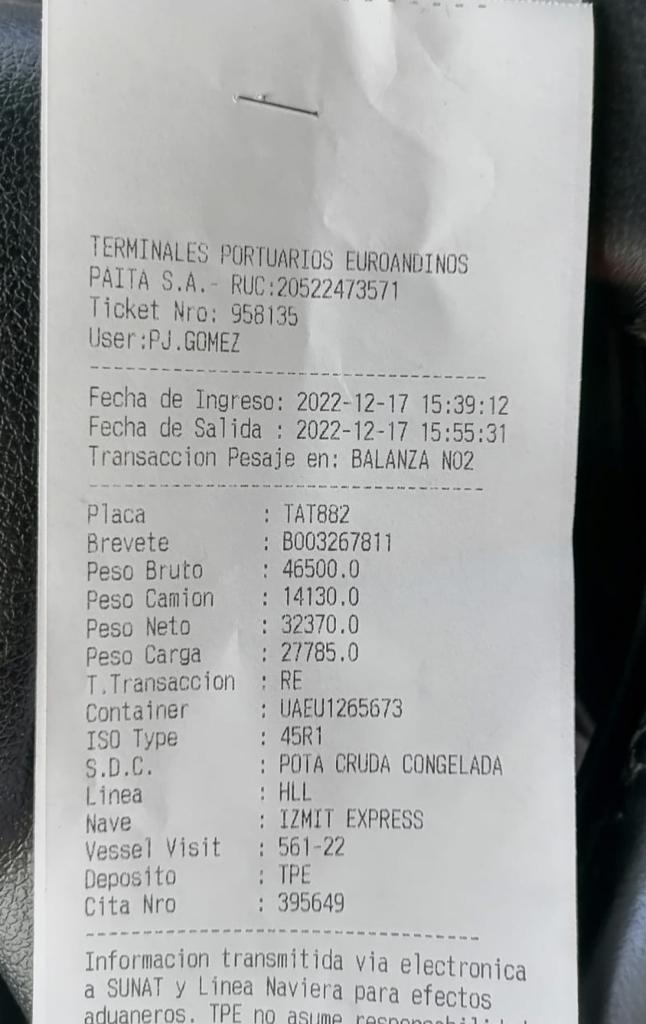 TERMINALES PORTUARIOS EUROANDINOS
PAITA S.A.- RUC:20522473571
Ticket Nro: 958135
User:PJ.GOMEZ
Fecha de Ingreso: 2022-12-17 15:39:12
Fecha de Salida : 2022-12-17 15:55:31
Transaccion Pesaje en: BALANZA NO2
Placa : TAT882
Brevete : B003267811
Peso Bruto : 46500.0
Peso Camion : 14130.0
Peso Neto : 32370.0
Peso Carga : 27785.0
T.Transaccion : RE
Container : UAEU1265673
ISO Type : 45R1
S.D.C. : POTA CRUDA CONGELADA
Linea : HLL
Nave : IZMIT EXPRESS
Vessel Visit : 561-22
Deposito : TPE
Cita Nro : 395649
Informacion transmitida via electronica
a SUNAT y Linea Naviera para efectos
aduaneros. TPE no asume